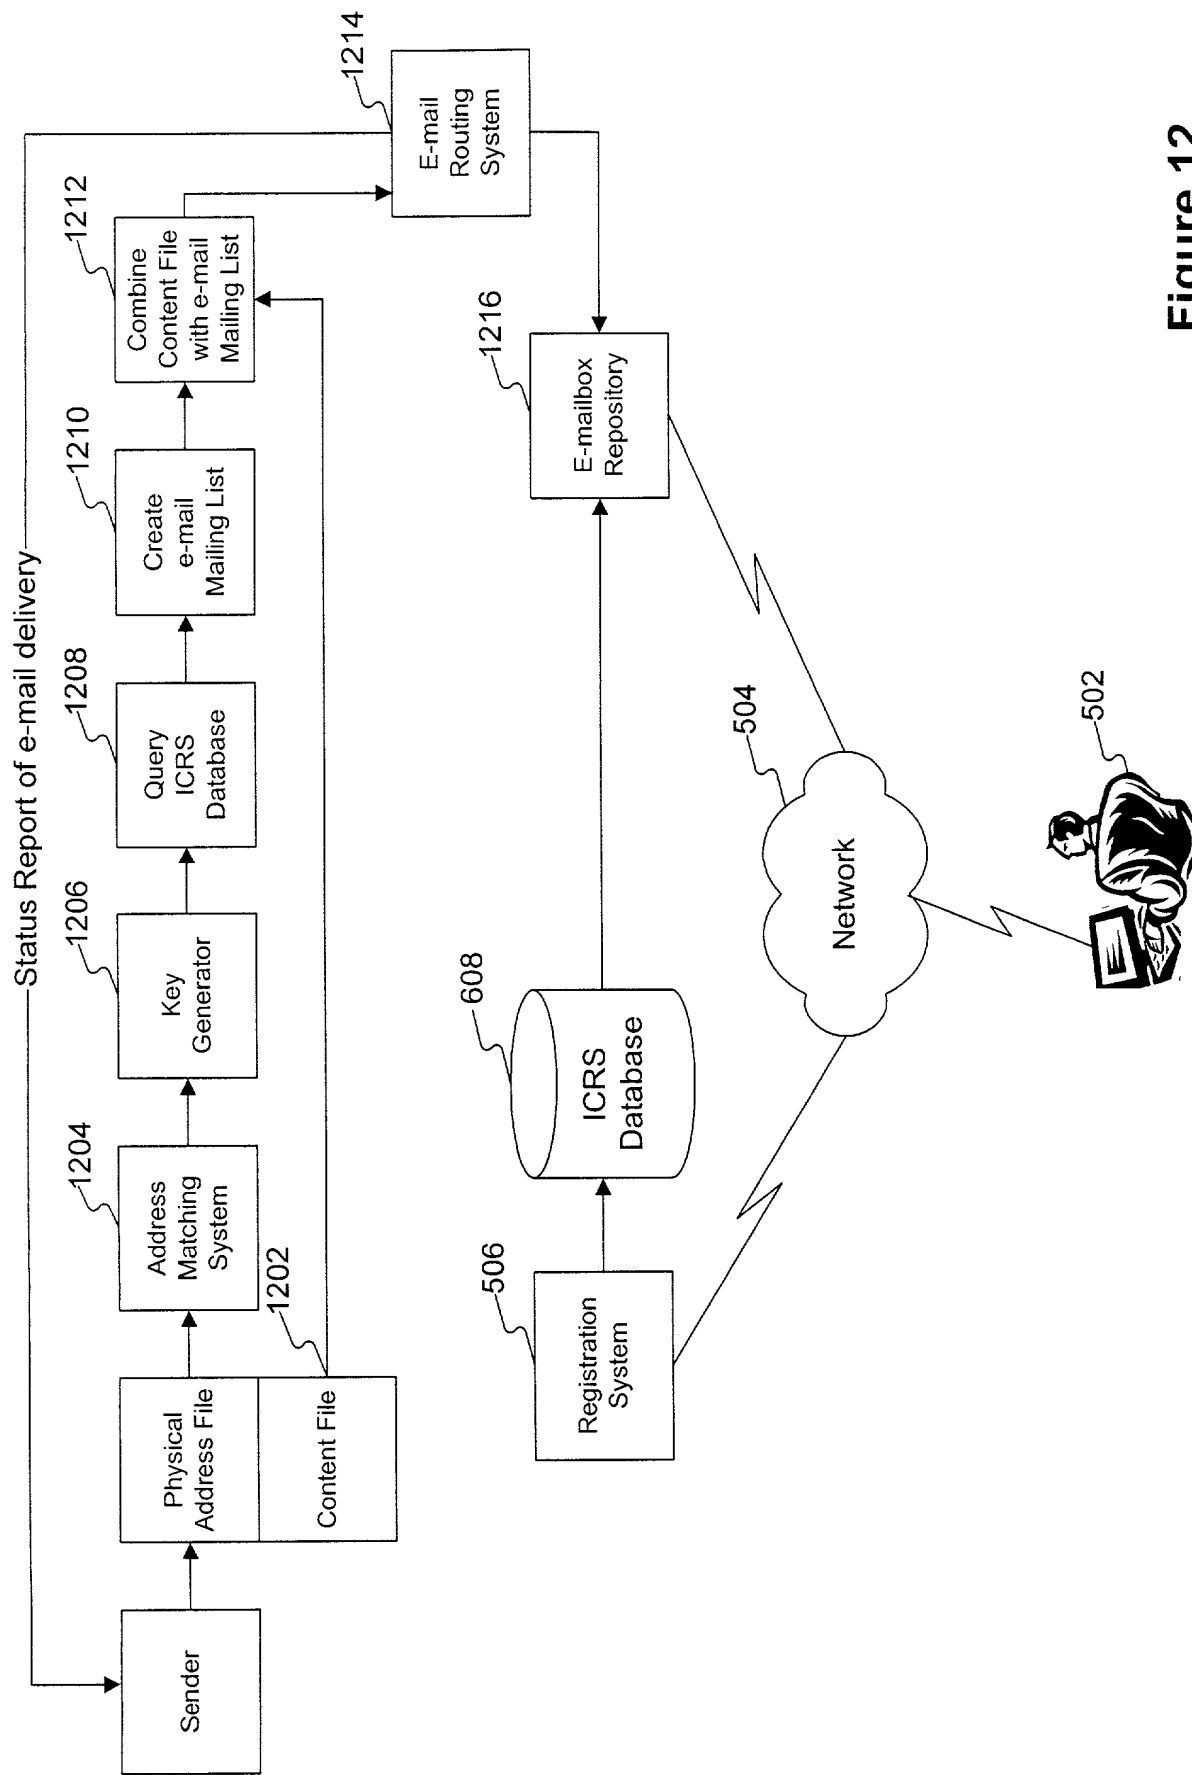 Status Report of e-mail delivery
Sender
Physical
Address File
Content File
1202
Address
Matching
System
1204
Key
Generator
1206
Query
ICRS
Database
1208
Create
e-mail
Mailing List
1210
Combine
Content File
with e-mail
Mailing List
1212
E-mail
Routing
System
1214
Registration
System
506
ICRS
Database
608
E-mailbox
Repository
1216
Network
504
502
Figure 12